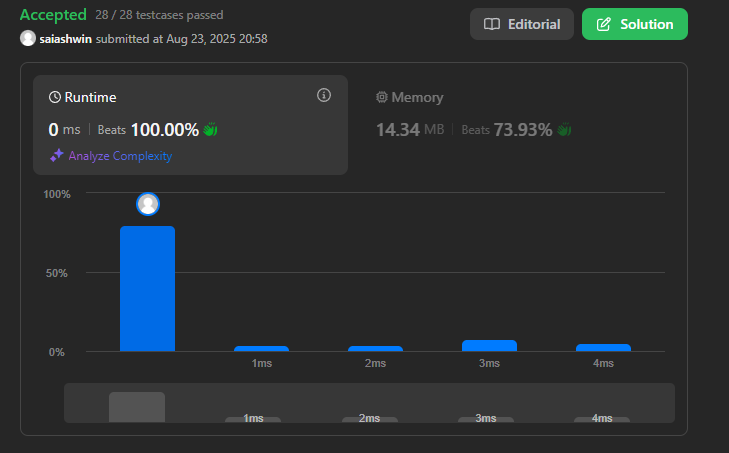 Accepted 28 / 28 testcases passed
Editorial
Solution
saiashwin submitted at Aug 23, 2025 20:58
Runtime
Memory
0 ms Beats 100.00%
14.34 MB Beats 73.93%
Analyze Complexity
100%
50%
0%
1ms 2ms 3ms 4ms
1ms 2ms 3ms 4ms